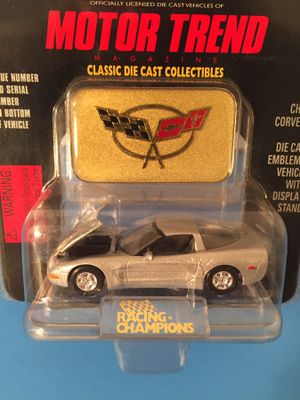 OFFICIALLY LICENSED DIE CAST VEHICLES OF
MOTOR TREND
MAGAZINE
CLASSIC DIE CAST COLLECTIBLES
UE NUMBER
D SERIAL
MBER
N BOTTOM
F VEHICLE
WARNING
CH
CORVE
DIE CA
EMBLEM
VEHIC
WITH
DISPLA
STAND
RACING
CHAMPIONS